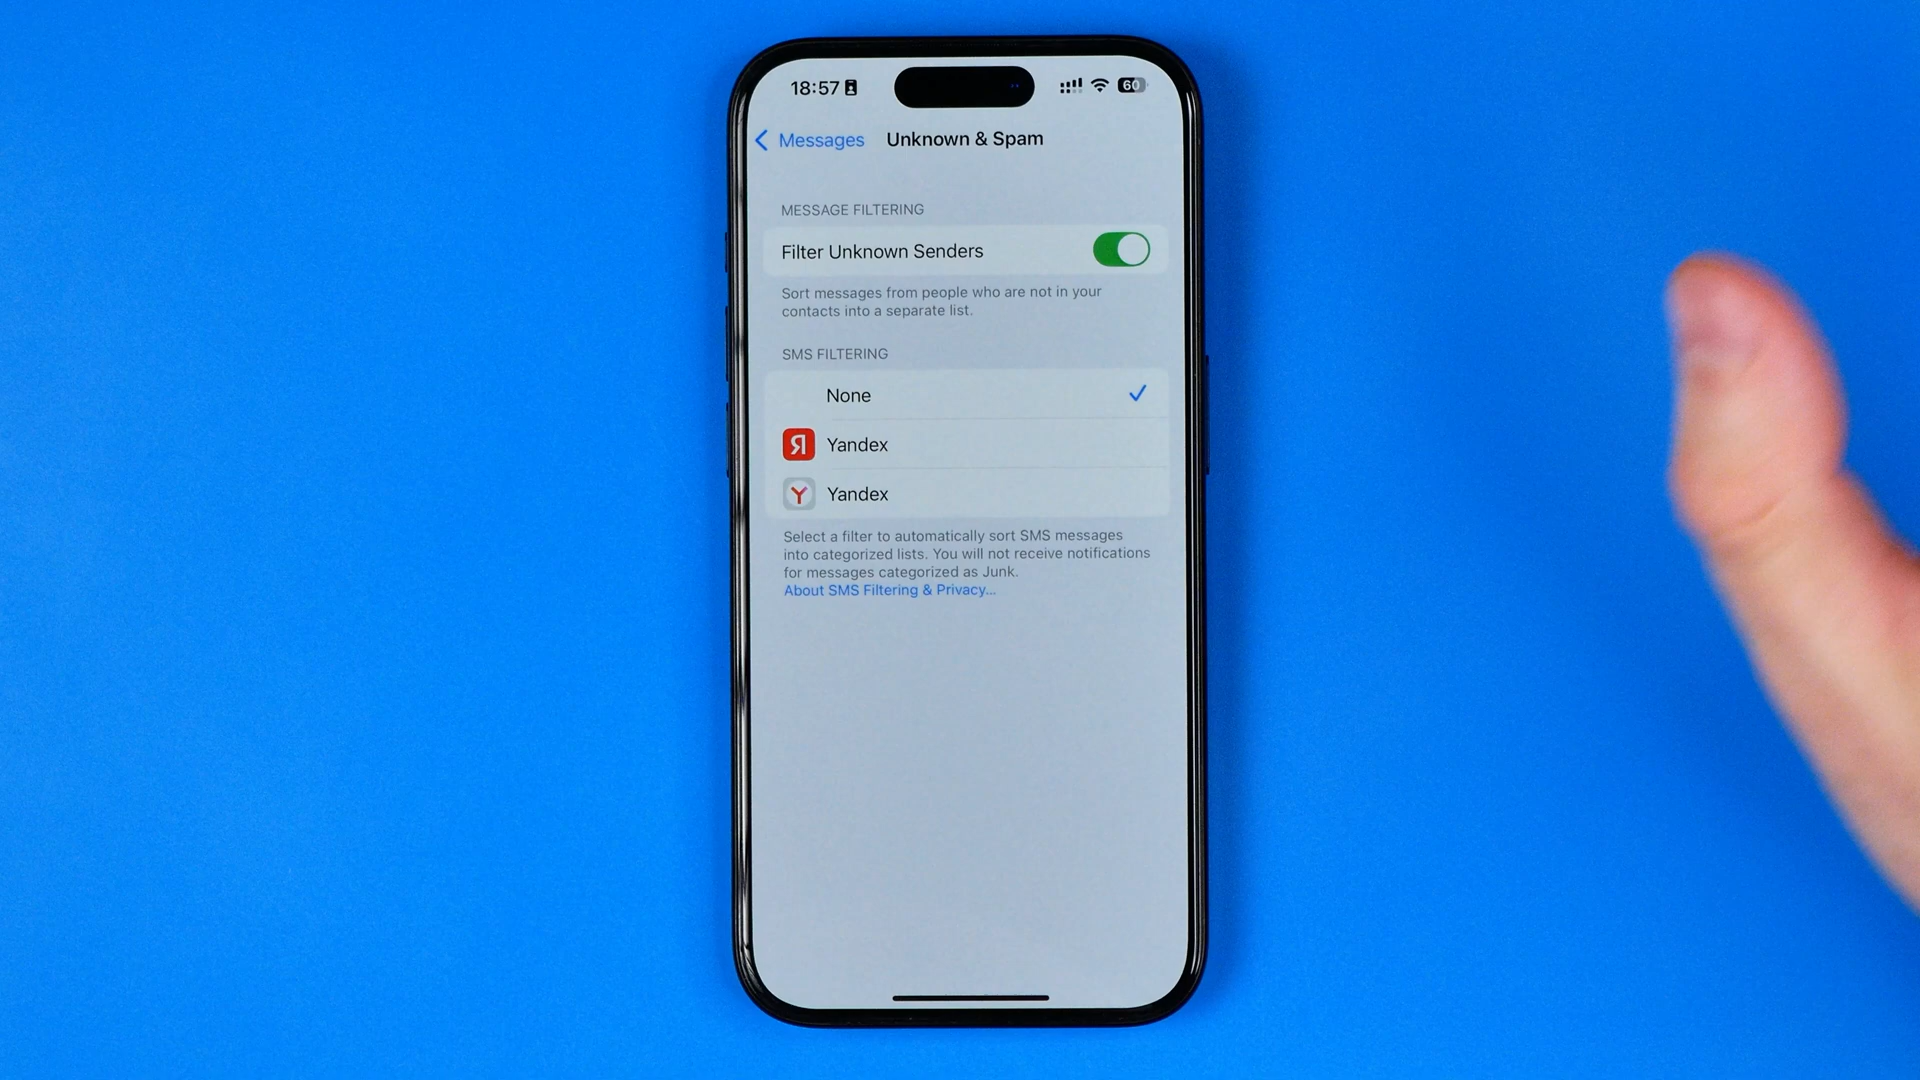 18:57
60
Messages
Unknown & Spam
MESSAGE FILTERING
Filter Unknown Senders
Sort messages from people who are not in your
contacts into a separate list.
SMS FILTERING
None
Я Yandex
Y Yandex
Select a filter to automatically sort SMS messages
into categorized lists. You will not receive notifications
for messages categorized as Junk.
About SMS Filtering & Privacy...